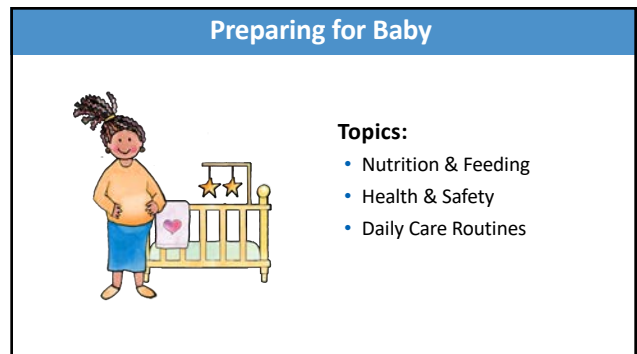 Preparing for Baby
Topics:
• Nutrition & Feeding
• Health & Safety
• Daily Care Routines